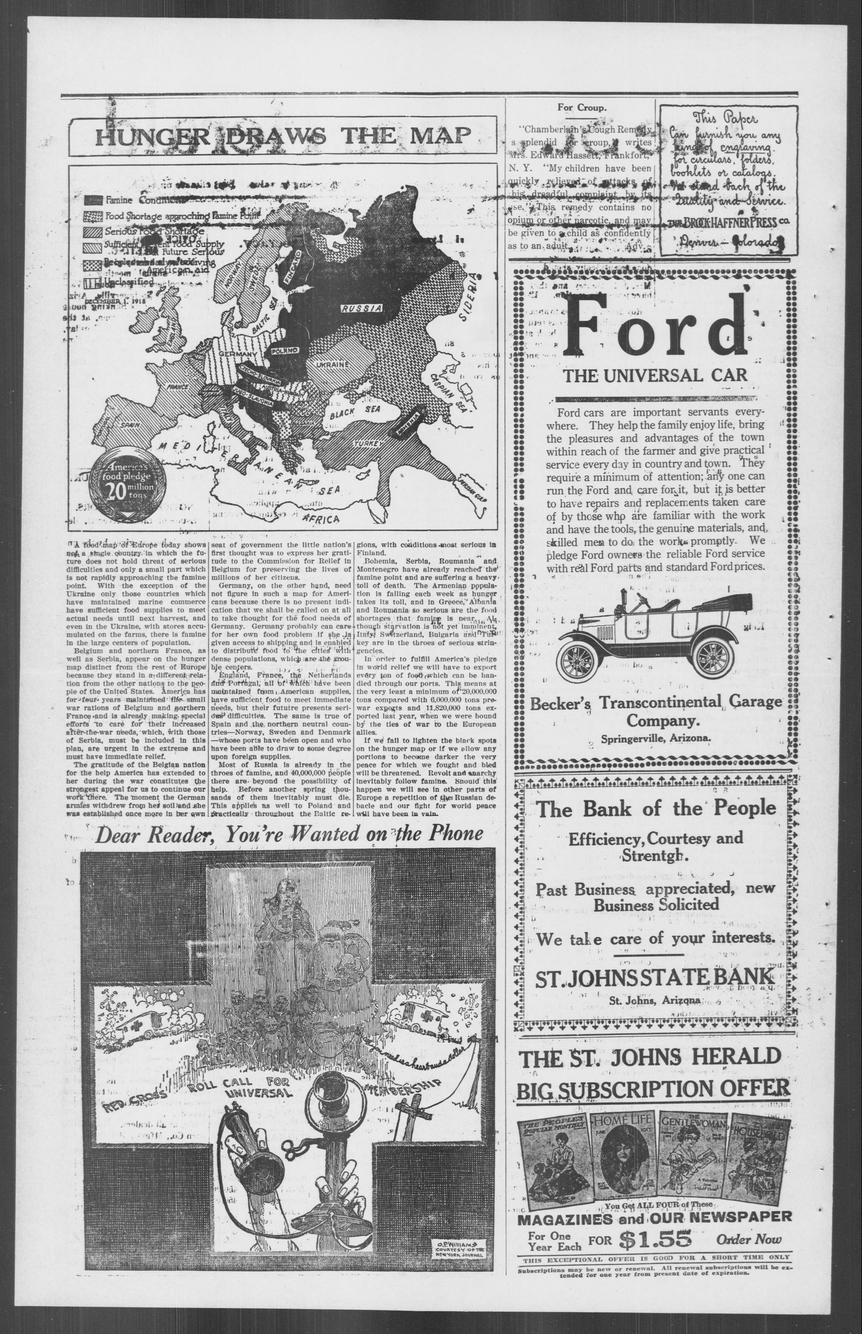 HUNGER DRAWS THE MAP
Famine Conditions
Food Shortage approching Famine Point
Serious Food Shortage
Sufficient Present Food Supply
But Future Serious
American aid
Unclassified
DECEMBER 1, 1918
NORWAY
SWEDEN
FINLAND
BALTIC SEA
RUSSIA
SIBERIA
GERMANY
POLAND
UKRAINE
FRANCE
SPAIN
CASPIAN SEA
BLACK SEA
TURKEY
MEDITERRANEAN
SEA
AFRICA
America's
food pledge
20 million
tons
A food map of Europe today shows
not a single country in which the fu-
ture does not hold threat of serious
difficulties and only a small part which
is not rapidly approaching the famine
point. With the exception of the
Ukraine only those countries which
have maintained marine commerce
have sufficient food supplies to meet
actual needs until next harvest, and
even in the Ukraine, with stores accu-
mulated on the farms, there is famine
in the large centers of population.
Belgium and northern France, as
well as Serbia, appear on the hunger
map distinct from the rest of Europe
because they stand in a different rela-
tion from the other nations to the peo-
ple of the United States. America has
for four years maintained the small
war rations of Belgium and northern
France and is already making special
efforts to care for their increased
after-the-war needs, which, with those
of Serbia, must be included in this
plan, are urgent in the extreme and
must have immediate relief.
The gratitude of the Belgian nation
for the help America has extended to
her during the war constitutes the
strongest appeal for us to continue our
work there. The moment the German
armies withdrew from her soil and she
was established once more in her own
seat of government the little nation's
first thought was to express her grati-
tude to the Commission for Relief in
Belgium for preserving the lives of
millions of her citizens.
Germany, on the other hand, need
not figure in such a map for Ameri-
cans because there is no present indi-
cation that we shall be called on at all
to take thought for the food needs of
Germany. Germany probably can care
for her own food problem if she is
given access to shipping and is enabled
to distribute food to the cities with
dense populations, which are the trou-
ble centers.
England, France, the Netherlands
and Portugal, all of which have been
maintained from American supplies,
have sufficient food to meet immediate
needs, but their future presents seri-
ous difficulties. The same is true of
Spain and the northern neutral coun-
tries—Norway, Sweden and Denmark
—whose ports have been open and who
have been able to draw to some degree
upon foreign supplies.
Most of Russia is already in the
throes of famine, and 40,000,000 people
there are beyond the possibility of
help. Before another spring thou-
sands of them inevitably must die.
This applies as well to Poland and
practically throughout the Baltic re-
gions, with conditions most serious in
Finland.
Bohemia, Serbia, Roumania and
Montenegro have already reached the
famine point and are suffering a heavy
toll of death. The Armenian popula-
tion is falling each week as hunger
takes its toll, and in Greece, Albania
and Roumania so serious are the food
shortages that famine is near. Al-
though starvation is not yet imminent,
Italy, Switzerland, Bulgaria and Tur-
key are in the throes of serious strin-
gencies.
In order to fulfill America's pledge
in world relief we will have to export
every ton of food which can be han-
dled through our ports. This means at
the very least a minimum of 20,000,000
tons compared with 6,000,000 tons pre-
war exports and 11,820,000 tons ex-
ported last year, when we were bound
by the ties of war to the European
allies.
If we fail to lighten the black spots
on the hunger map or if we allow any
portions to become darker the very
peace for which we fought and bled
will be threatened. Revolt and anarchy
inevitably follow famine. Should this
happen we will see in other parts of
Europe a repetition of the Russian de-
bacle and our fight for world peace
will have been in vain.
Dear Reader, You're Wanted on the Phone
RED CROSS ROLL CALL FOR
UNIVERSAL MEMBERSHIP
COURTESY OF THE
NEW YORK JOURNAL
For Croup.
"Chamberlain's Cough Remedy
s splendid for croup," writes
Mrs. Edward Hassett, Frankfort,
N. Y. "My children have been
quickly relieved of attacks of
this dreadful complaint by its
use." This remedy contains no
opium or other narcotic, and may
be given to a child as confidently
as to an adult.
Adv.
This Paper
Can furnish you any
kind of engraving
for circulars, folders,
booklets or catalogs.
We stand back of the
Quality and Service.
THE BROCK-HAFFNER PRESS CO.
Denver — Colorado
Ford
THE UNIVERSAL CAR
Ford cars are important servants every-
where. They help the family enjoy life, bring
the pleasures and advantages of the town
within reach of the farmer and give practical
service every day in country and town. They
require a minimum of attention; any one can
run the Ford and care for it, but it is better
to have repairs and replacements taken care
of by those who are familiar with the work
and have the tools, the genuine materials, and
skilled men to do the work promptly. We
pledge Ford owners the reliable Ford service
with real Ford parts and standard Ford prices.
Becker's Transcontinental Garage
Company.
Springerville, Arizona.
The Bank of the People
Efficiency, Courtesy and
Strentgh.
Past Business appreciated, new
Business Solicited
We take care of your interests.
ST. JOHNS STATE BANK
St. Johns, Arizona
THE ST. JOHNS HERALD
BIG SUBSCRIPTION OFFER
THE PEOPLE'S
POPULAR MONTHLY
HOME LIFE
THE
GENTLEWOMAN
HOUSEHOLD
You Get ALL FOUR of These
MAGAZINES and OUR NEWSPAPER
For One
Year Each
FOR $1.55
Order Now
THIS EXCEPTIONAL OFFER IS GOOD FOR A SHORT TIME ONLY
Subscriptions may be new or renewal. All renewal subscriptions will be ex-
tended for one year from present date of expiration.